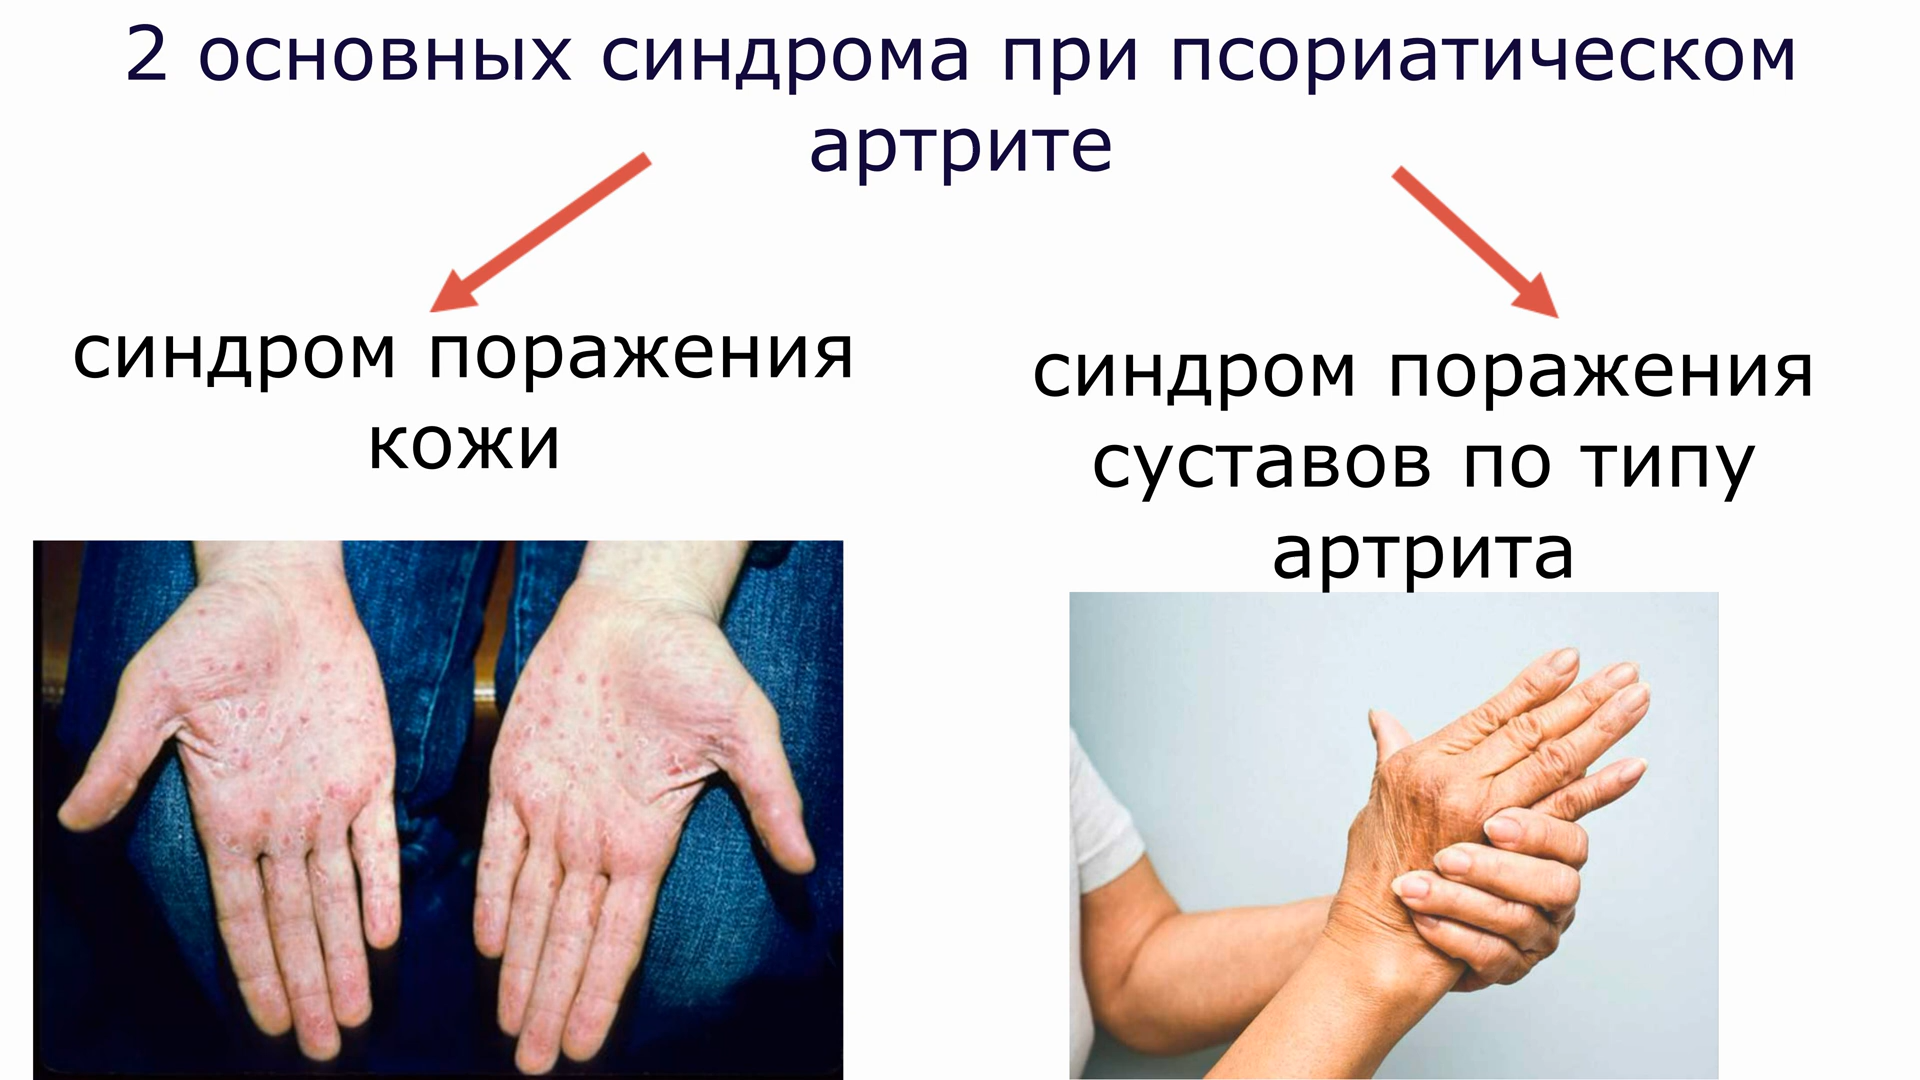 2 основных синдрома при псориатическом
артрите
синдром поражения
кожи
синдром поражения
суставов по типу
артрита